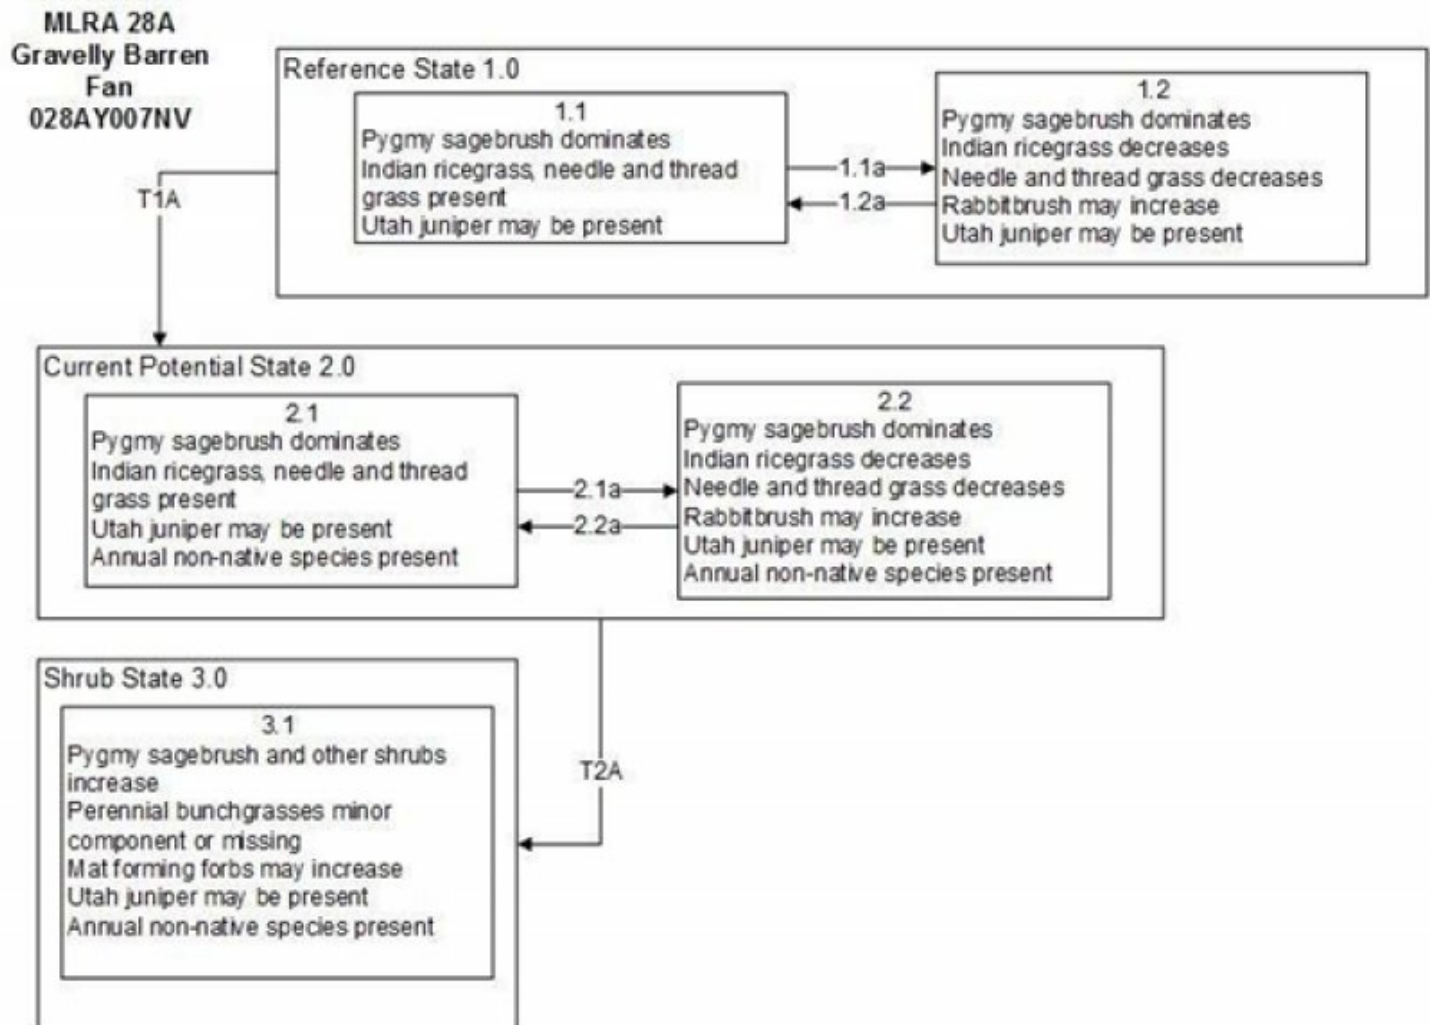 MLRA 28A
Gravelly Barren
Fan
028AY007NV
Reference State 1.0
1.1
Pygmy sagebrush dominates
Indian ricegrass, needle and thread
grass present
Utah juniper may be present
1.1a
1.2a
1.2
Pygmy sagebrush dominates
Indian ricegrass decreases
Needle and thread grass decreases
Rabbitbrush may increase
Utah juniper may be present
T1A
Current Potential State 2.0
2.1
Pygmy sagebrush dominates
Indian ricegrass, needle and thread
grass present
Utah juniper may be present
Annual non-native species present
2.1a
2.2a
2.2
Pygmy sagebrush dominates
Indian ricegrass decreases
Needle and thread grass decreases
Rabbitbrush may increase
Utah juniper may be present
Annual non-native species present
T2A
Shrub State 3.0
3.1
Pygmy sagebrush and other shrubs
increase
Perennial bunchgrasses minor
component or missing
Mat forming forbs may increase
Utah juniper may be present
Annual non-native species present